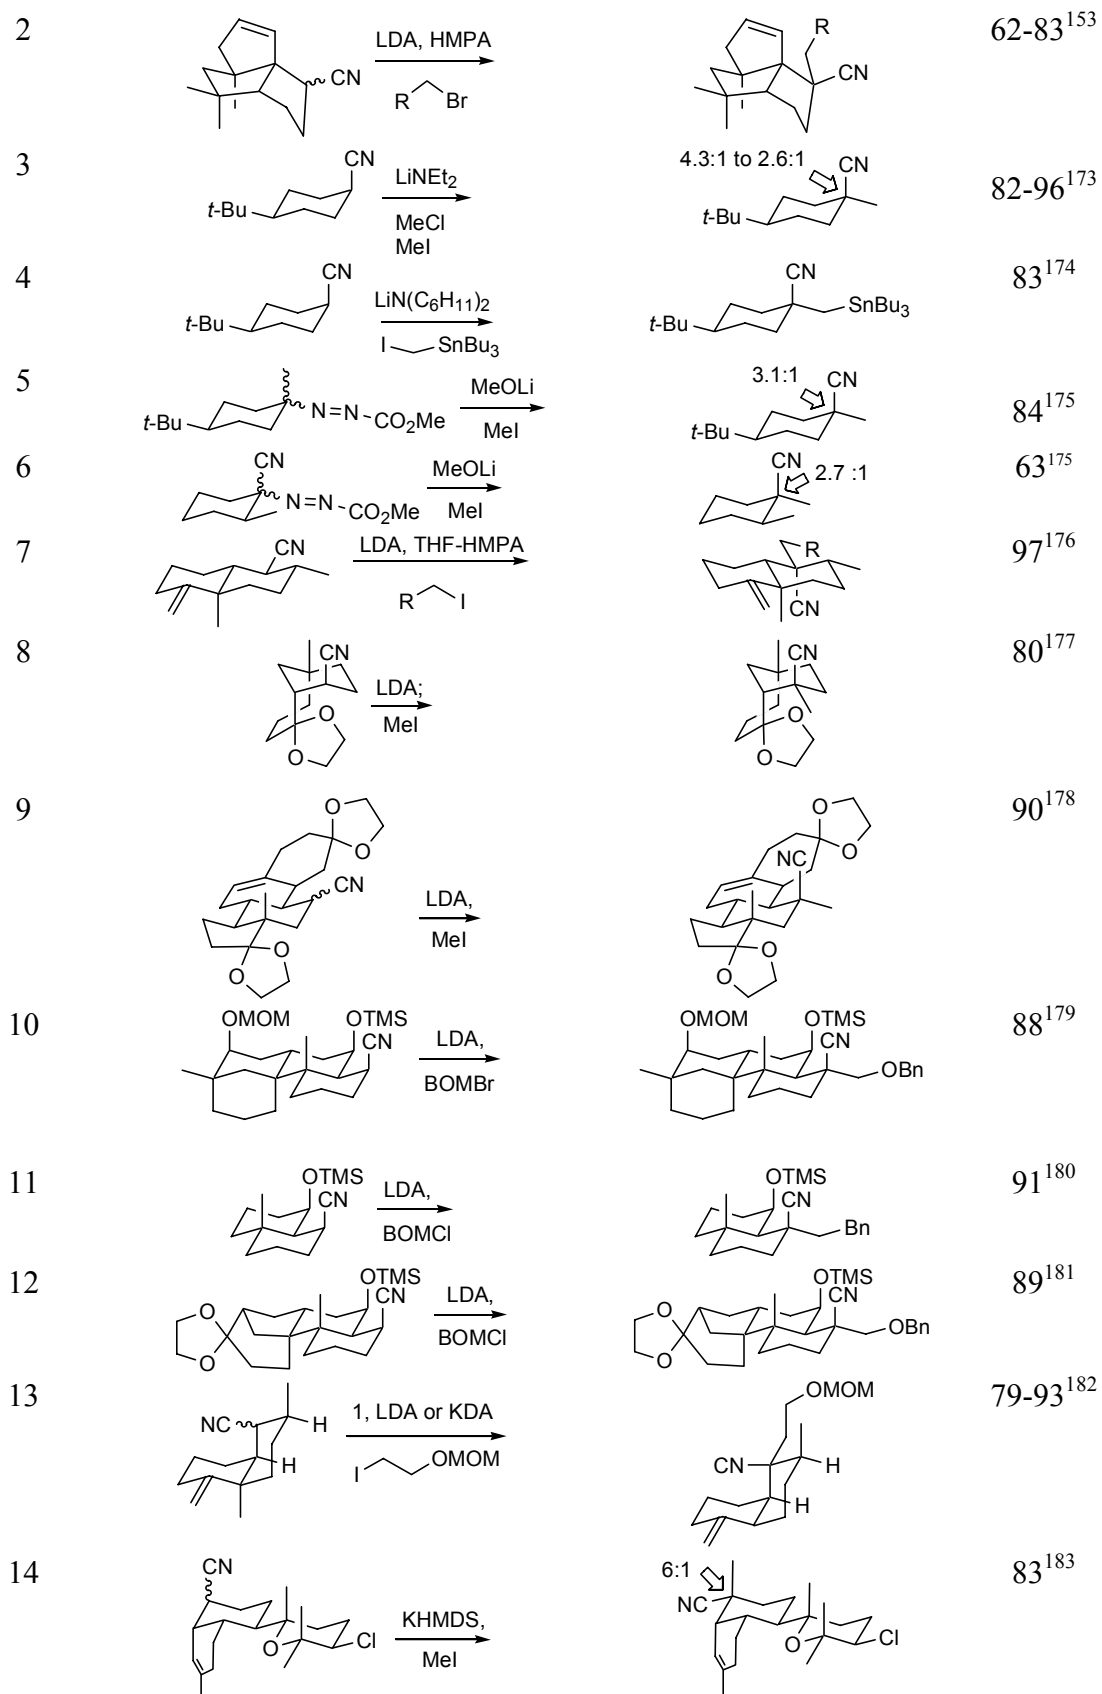 2
LDA, HMPA
CN
R Br
R
CN
62-83153
3
CN
t-Bu
LiNEt2
MeCl
MeI
4.3:1 to 2.6:1
CN
t-Bu
82-96173
4
CN
t-Bu
LiN(C6H11)2
I SnBu3
CN
t-Bu
SnBu3
83174
5
t-Bu
N=N
CO2Me
MeOLi
MeI
3.1:1
CN
t-Bu
84175
6
CN
N=N
CO2Me
MeOLi
MeI
CN
2.7 :1
63175
7
CN
LDA, THF-HMPA
R I
R
CN
97176
8
CN
O
O
LDA;
MeI
CN
O
O
80177
9
O
O
CN
O
O
LDA,
MeI
O
O
NC
O
O
90178
10
OMOM
OTMS
CN
LDA,
BOMBr
OMOM
OTMS
CN
OBn
88179
11
OTMS
CN
LDA,
BOMCl
OTMS
CN
Bn
91180
12
O
O
OTMS
CN
LDA,
BOMCl
O
O
OTMS
CN
OBn
89181
13
NC
H
H
1, LDA or KDA
I OMOM
OMOM
CN
H
H
79-93182
14
CN
O
Cl
KHMDS,
MeI
6:1
NC
O
Cl
83183